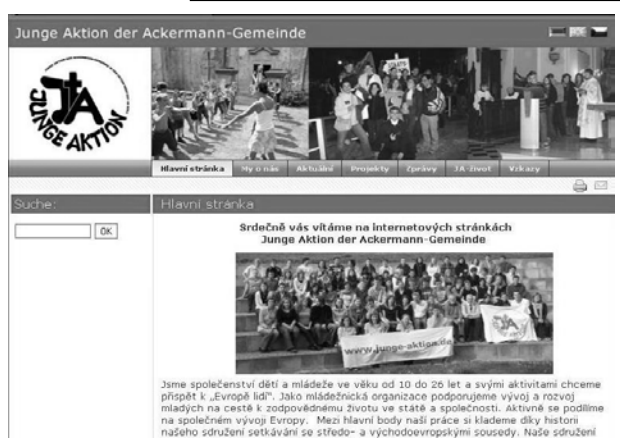 Junge Aktion der Ackermann-Gemeinde
JA
JUNGE AKTION
Hlavní stránka My o nás Aktuální Projekty Zprávy JA-život Vzkazy
Suche:
OK
Hlavní stránka
Srdečně vás vítáme na internetových stránkách
Junge Aktion der Ackermann-Gemeinde
www.junge-aktion.de
Jsme společenství dětí a mládeže ve věku od 10 do 26 let a svými aktivitami chceme
přispět k „Evropě lidí“. Jako mládežnická organizace podporujeme vývoj a rozvoj
mladých na cestě k zodpovědnému životu ve státě a společnosti. Aktivně se podílíme
na společném vývoji Evropy. Mezi hlavní body naší práce si klademe díky historii
našeho sdružení setkávání se středo- a východoevropskými sousedy. Naše sdružení